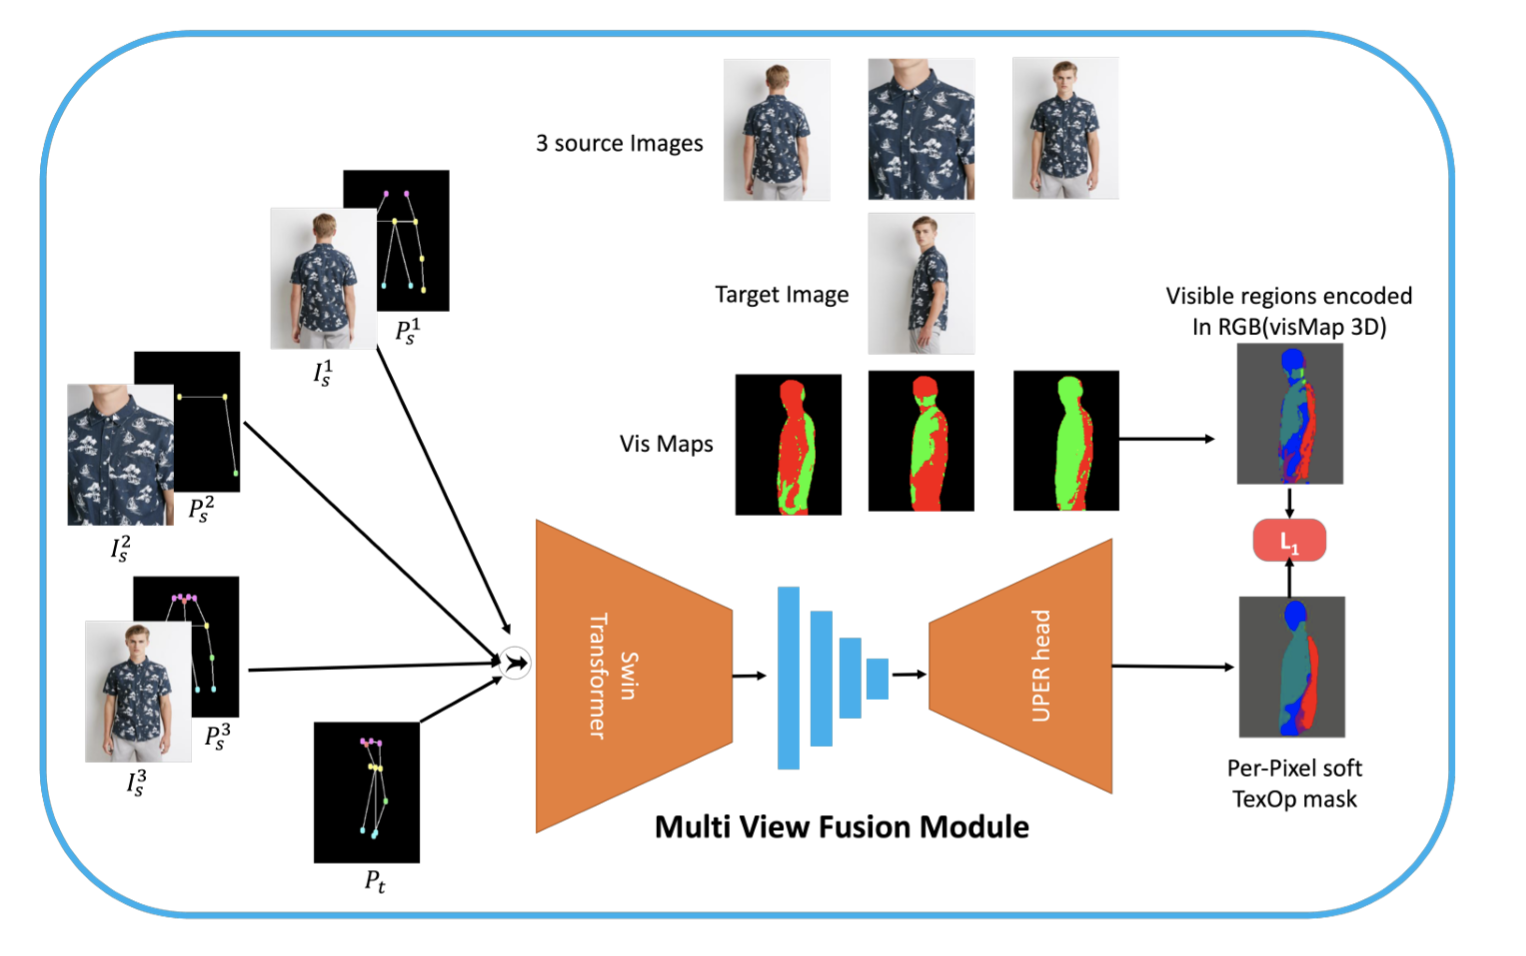 3 source Images
Target Image
Vis Maps
Visible regions encoded
In RGB(visMap 3D)
L₁
Per-Pixel soft
TexOp mask
$P_s^1$
$I_s^1$
$P_s^2$
$I_s^2$
$P_s^3$
$I_s^3$
$P_t$
Swin
Transformer
UPER head
Multi View Fusion Module